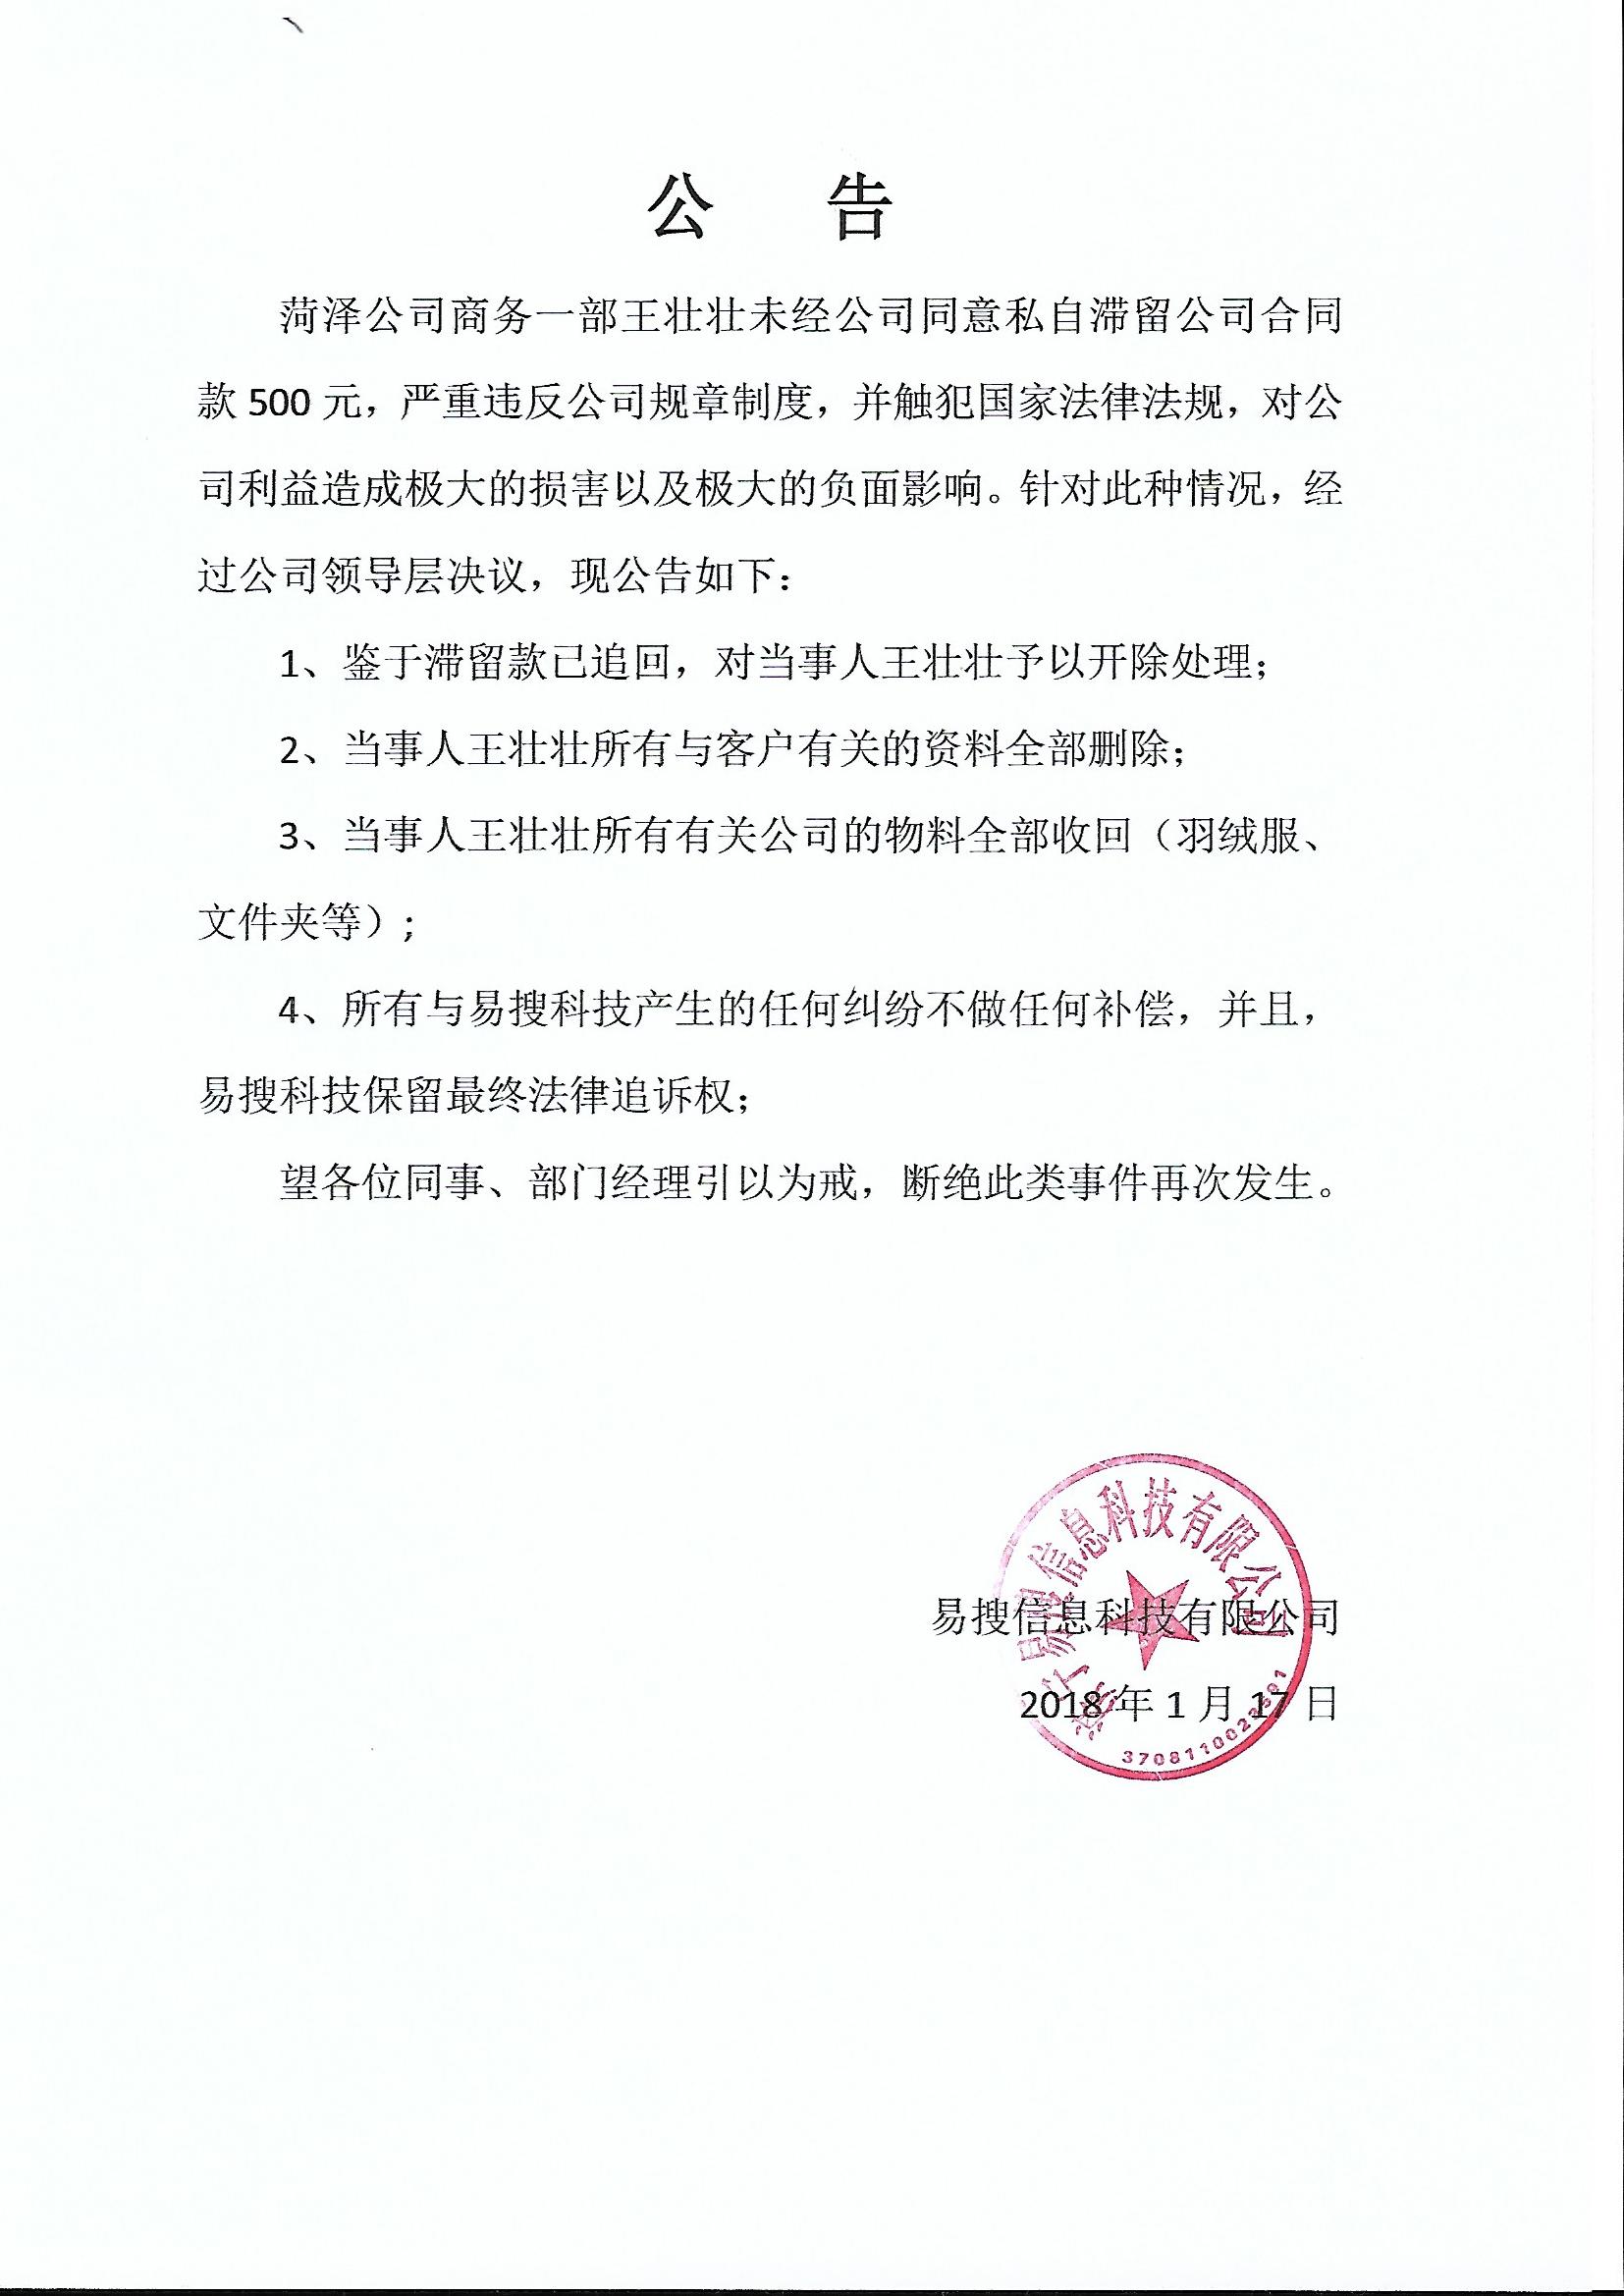 公 告
菏泽公司商务一部王壮壮未经公司同意私自滞留公司合同
款 500 元，严重违反公司规章制度，并触犯国家法律法规，对公
司利益造成极大的损害以及极大的负面影响。针对此种情况，经
过公司领导层决议，现公告如下：
1、鉴于滞留款已追回，对当事人王壮壮予以开除处理；
2、当事人王壮壮所有与客户有关的资料全部删除；
3、当事人王壮壮所有有关公司的物料全部收回（羽绒服、
文件夹等）；
4、所有与易搜科技产生的任何纠纷不做任何补偿，并且，
易搜科技保留最终法律追诉权；
望各位同事、部门经理引以为戒，断绝此类事件再次发生。
济宁易搜信息科技有限公司
易搜信息科技有限公司
2018 年 1 月 17 日